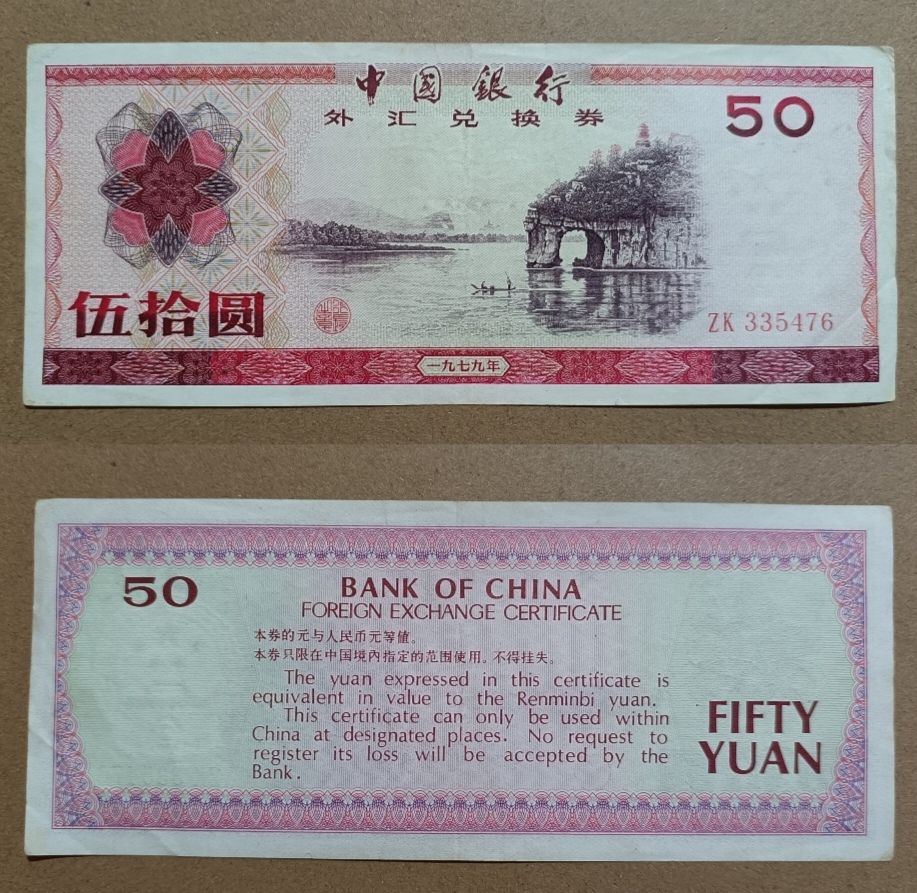 中國銀行
外汇兑换券
50
伍拾圆
ZK 335476
一九七九年
50
BANK OF CHINA
FOREIGN EXCHANGE CERTIFICATE
本券的元与人民币元等値。
本券只限在中国境内指定的范围使用。不得挂失。
The yuan expressed in this certificate is
equivalent in value to the Renminbi yuan.
This certificate can only be used within
China at designated places. No request to
register its loss will be accepted by the
Bank.
FIFTY
YUAN